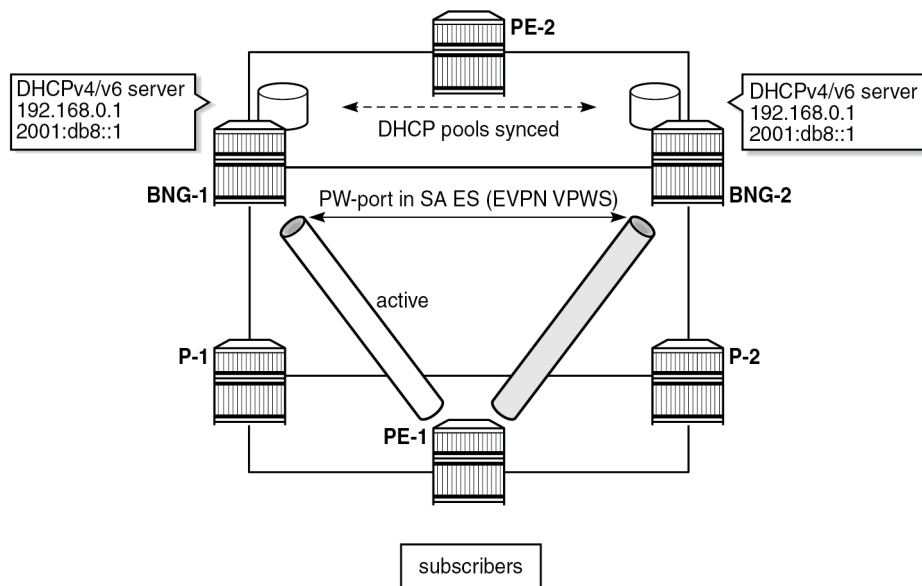 PE-2
DHCPv4/v6 server
192.168.0.1
2001:db8::1
DHCPv4/v6 server
192.168.0.1
2001:db8::1
DHCP pools synced
BNG-1
BNG-2
PW-port in SA ES (EVPN VPWS)
active
P-1
P-2
PE-1
subscribers